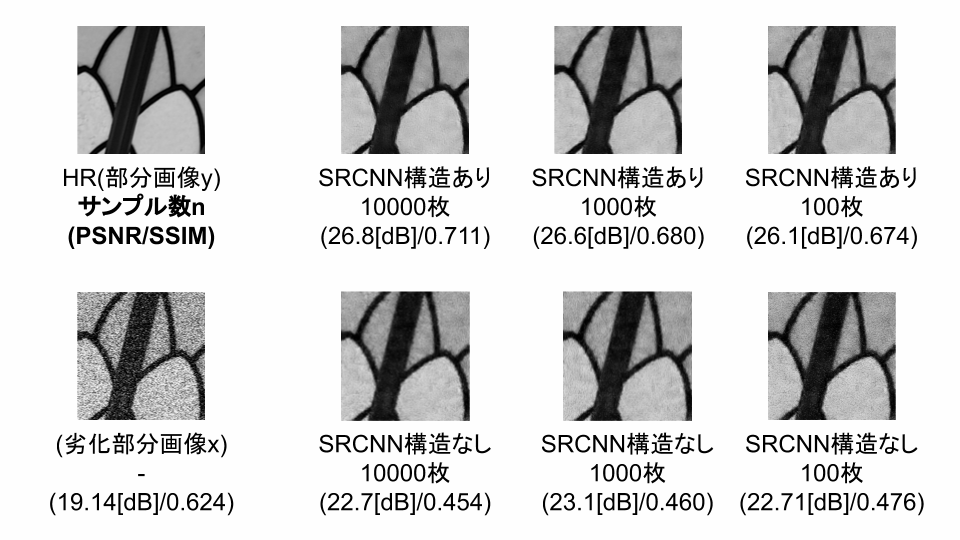 HR(部分画像y)
サンプル数n
(PSNR/SSIM)
SRCNN構造あり
10000枚
(26.8[dB]/0.711)
SRCNN構造あり
1000枚
(26.6[dB]/0.680)
SRCNN構造あり
100枚
(26.1[dB]/0.674)
(劣化部分画像x)
-
(19.14[dB]/0.624)
SRCNN構造なし
10000枚
(22.7[dB]/0.454)
SRCNN構造なし
1000枚
(23.1[dB]/0.460)
SRCNN構造なし
100枚
(22.71[dB]/0.476)